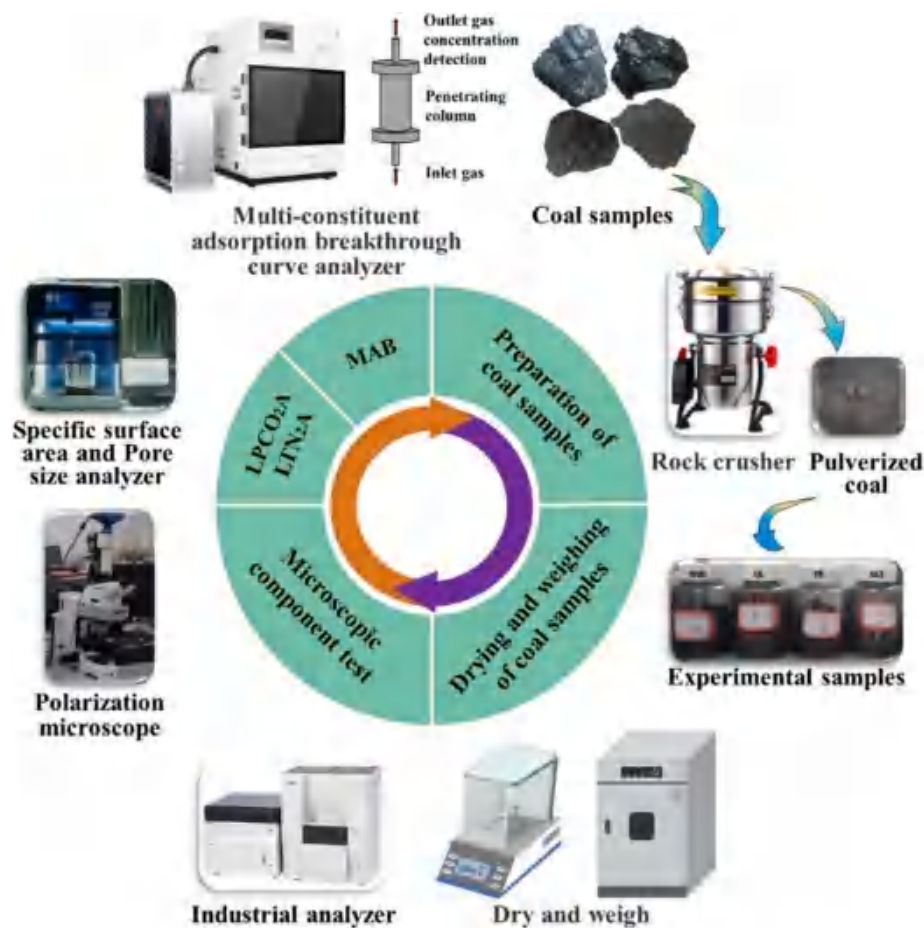 Outlet gas
concentration
detection
Penetrating
column
Inlet gas
Multi-constituent
adsorption breakthrough
curve analyzer
Coal samples
MAB
Preparation of
coal samples
LPCO₂A
LTN₂A
Specific surface
area and Pore
size analyzer
Rock crusher
Pulverized
coal
Microscopic
component test
Drying and weighing
of coal samples
Polarization
microscope
Experimental samples
Industrial analyzer
Dry and weigh